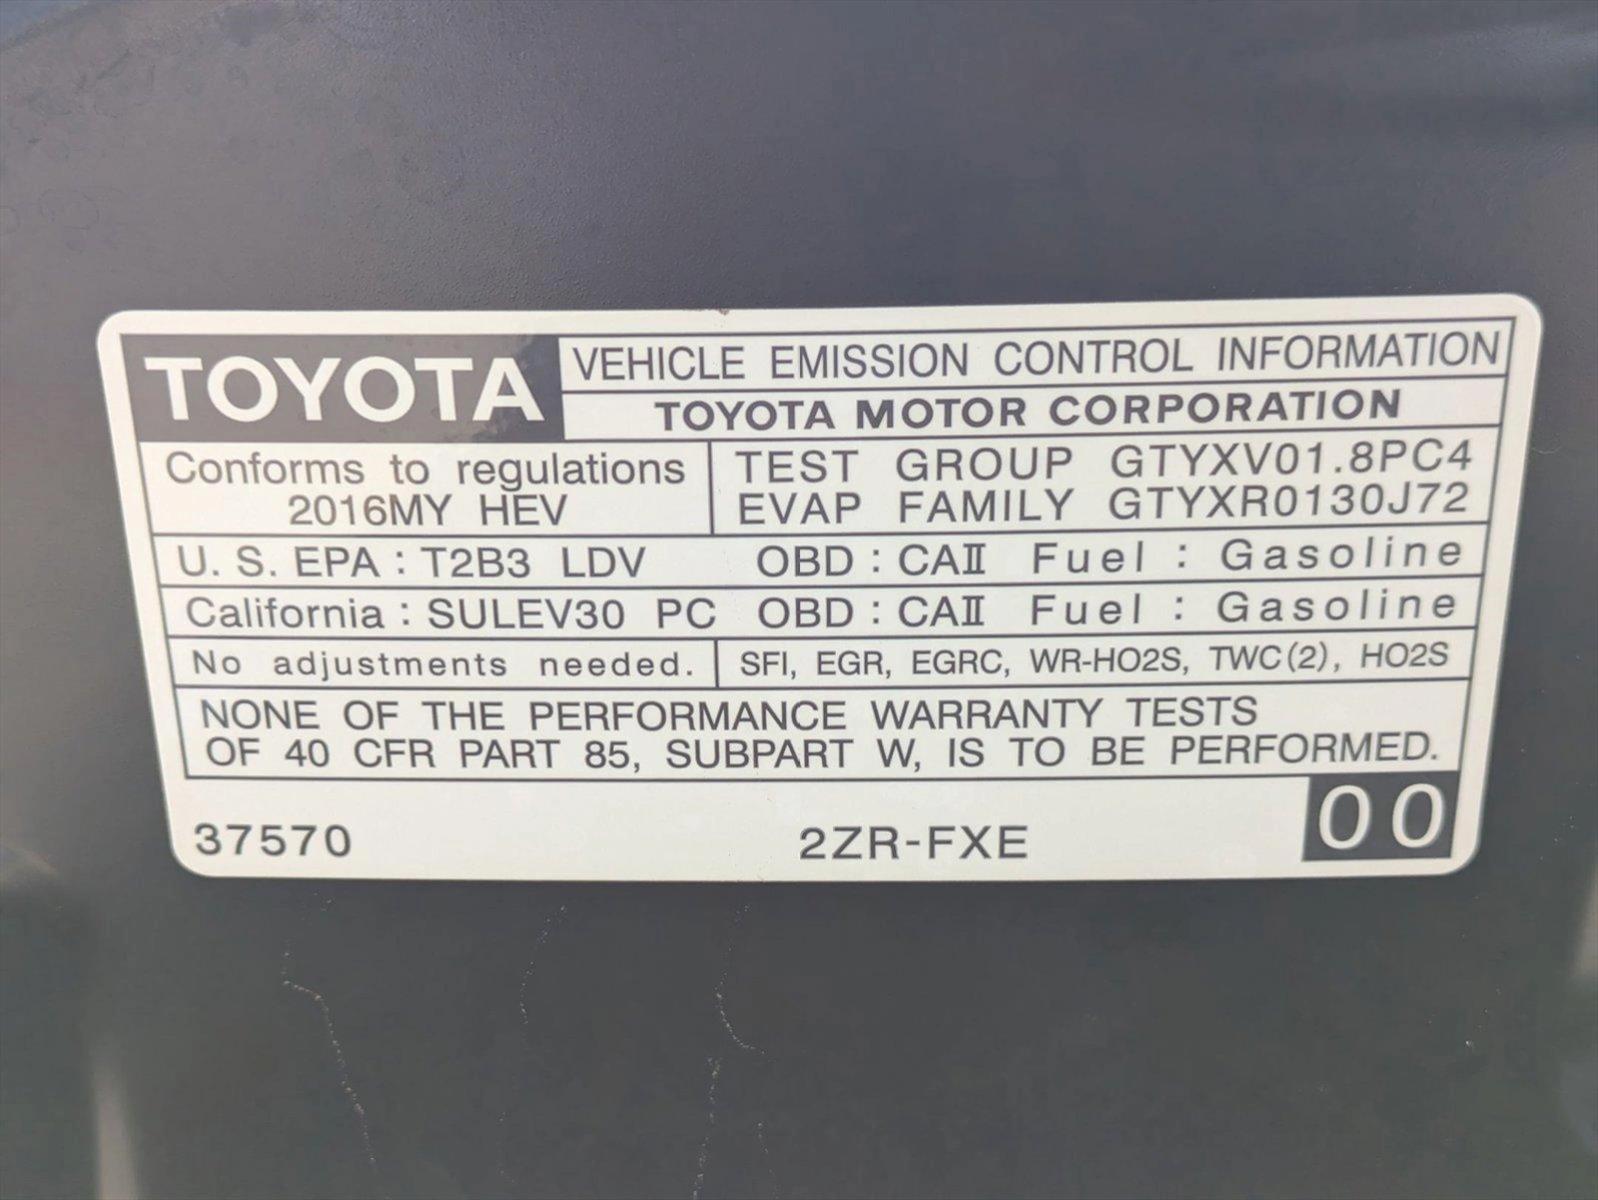 TOYOTA
VEHICLE EMISSION CONTROL INFORMATION
TOYOTA MOTOR CORPORATION
Conforms to regulations
2016MY HEV
TEST GROUP GTYXV01.8PC4
EVAP FAMILY GTYXR0130J72
U. S. EPA : T2B3 LDV OBD : CAⅡ Fuel : Gasoline
California : SULEV30 PC OBD : CAⅡ Fuel : Gasoline
No adjustments needed. SFI, EGR, EGRC, WR-HO2S, TWC(2), HO2S
NONE OF THE PERFORMANCE WARRANTY TESTS
OF 40 CFR PART 85, SUBPART W, IS TO BE PERFORMED.
37570 2ZR-FXE 00